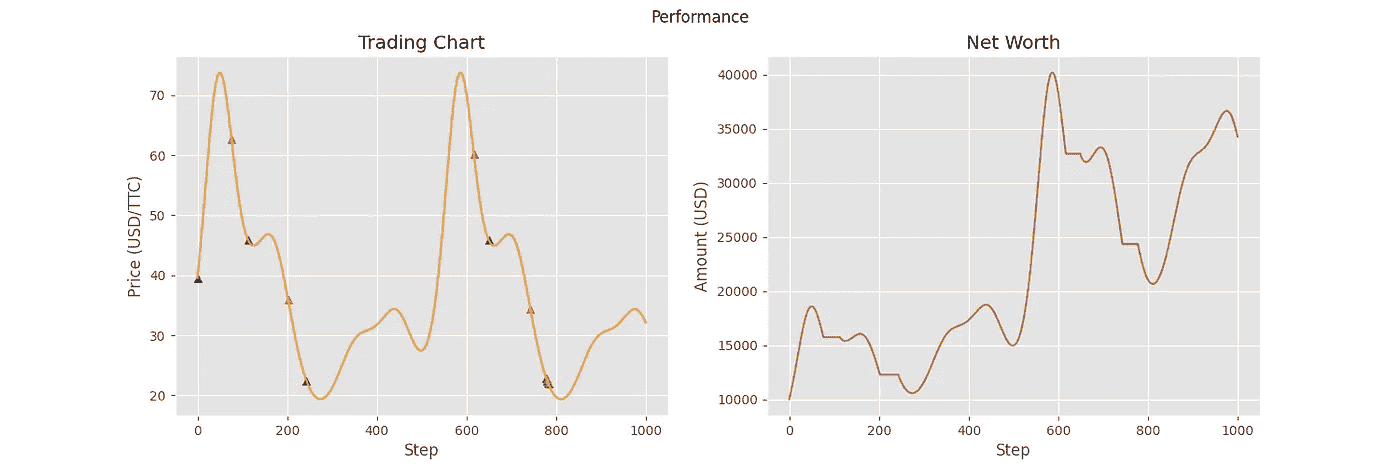 Performance
Trading Chart
Price (USD/TTC)
70
60
50
40
30
20
0 200 400 600 800 1000
Step
Net Worth
Amount (USD)
40000
35000
30000
25000
20000
15000
10000
0 200 400 600 800 1000
Step